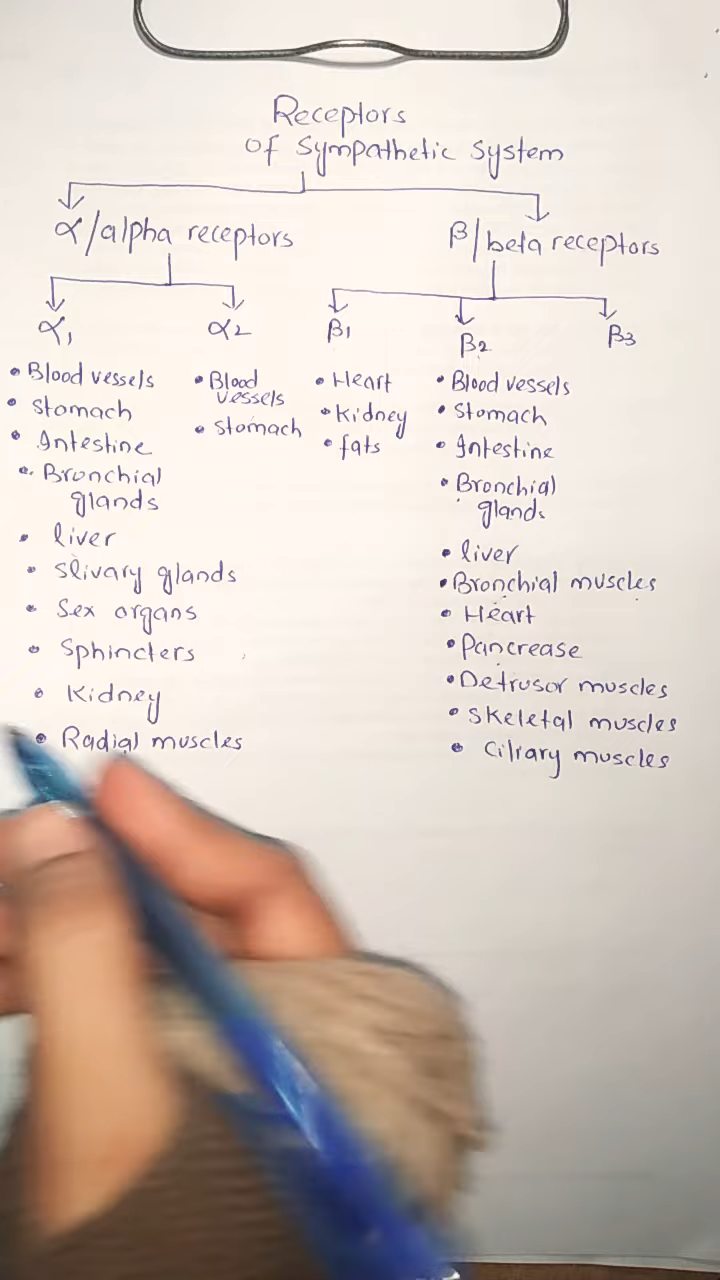 Receptors
of Sympathetic System
α/alpha receptors
β/beta receptors
α1
α2
β1
β2
β3
• Blood vessels
• Stomach
• Intestine
• Bronchial
glands
• liver
• Slivary glands
• Sex organs
• Sphincters
• Kidney
• Radial muscles
• Blood
vessels
• Stomach
• Heart
• Kidney
• fats
• Blood vessels
• Stomach
• Intestine
• Bronchial
glands
• liver
• Bronchial muscles
• Heart
• Pancrease
• Detrusor muscles
• Skeletal muscles
• Ciliary muscles